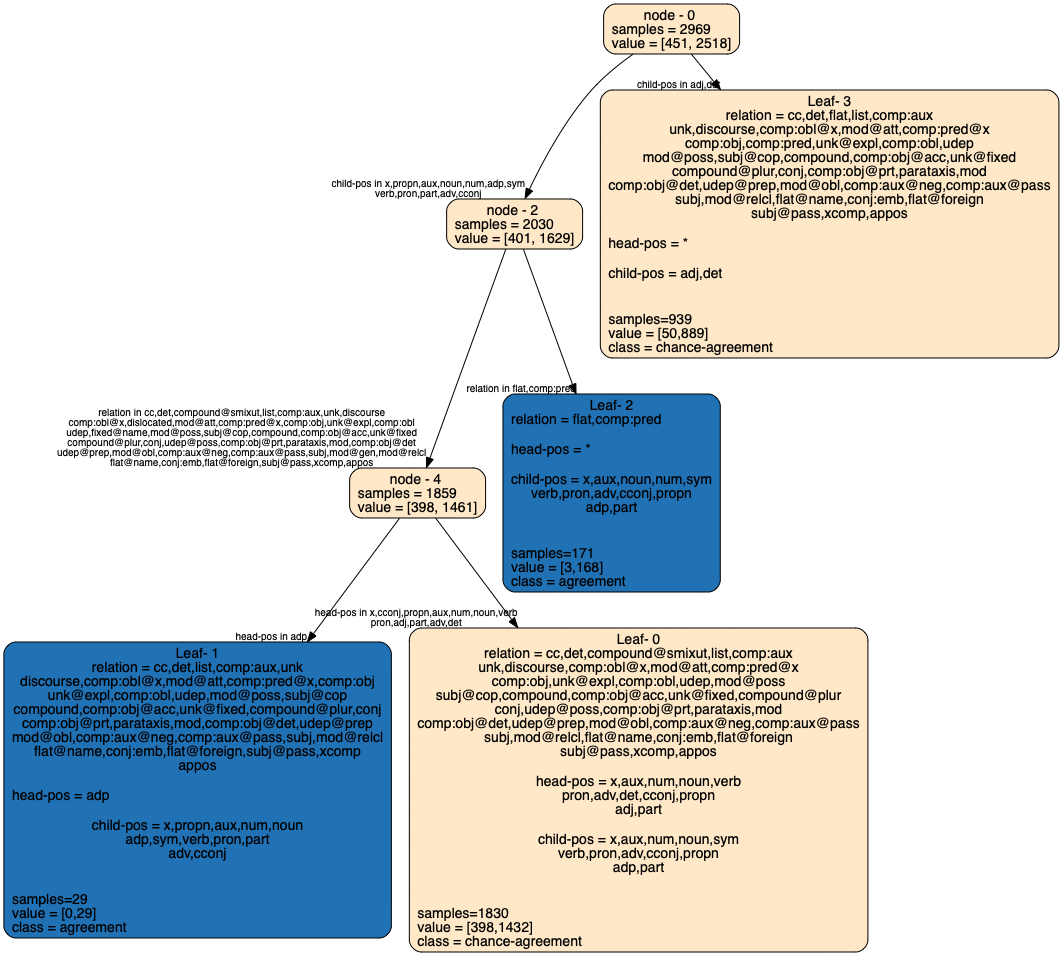 node - 0
samples = 2969
value = [451, 2518]
child-pos in adj,det
Leaf- 3
relation = cc,det,flat,list,comp:aux
unk,discourse,comp:obl@x,mod@att,comp:pred@x
comp:obj,comp:pred,unk@expl,comp:obl,udep
mod@poss,subj@cop,compound,comp:obj@acc,unk@fixed
compound@plur,conj,comp:obj@prt,parataxis,mod
comp:obj@det,udep@prep,mod@obl,comp:aux@neg,comp:aux@pass
subj,mod@relcl,flat@name,conj:emb,flat@foreign
subj@pass,xcomp,appos
head-pos = *
child-pos = adj,det
samples=939
value = [50,889]
class = chance-agreement
child-pos in x,propn,aux,noun,num,adp,sym
verb,pron,part,adv,cconj
node - 2
samples = 2030
value = [401, 1629]
relation in flat,comp:pred
Leaf- 2
relation = flat,comp:pred
head-pos = *
child-pos = x,aux,noun,num,sym
verb,pron,adv,cconj,propn
adp,part
samples=171
value = [3,168]
class = agreement
relation in cc,det,compound@smixut,list,comp:aux,unk,discourse
comp:obl@x,dislocated,mod@att,comp:pred@x,comp:obj,unk@expl,comp:obl
udep,fixed@name,mod@poss,subj@cop,compound,comp:obj@acc,unk@fixed
compound@plur,conj,udep@poss,comp:obj@prt,parataxis,mod,comp:obj@det
udep@prep,mod@obl,comp:aux@neg,comp:aux@pass,subj,mod@gen,mod@relcl
flat@name,conj:emb,flat@foreign,subj@pass,xcomp,appos
node - 4
samples = 1859
value = [398, 1461]
head-pos in adp
head-pos in x,cconj,propn,aux,num,noun,verb
pron,adj,part,adv,det
Leaf- 1
relation = cc,det,list,comp:aux,unk
discourse,comp:obl@x,mod@att,comp:pred@x,comp:obj
unk@expl,comp:obl,udep,mod@poss,subj@cop
compound,comp:obj@acc,unk@fixed,compound@plur,conj
comp:obj@prt,parataxis,mod,comp:obj@det,udep@prep
mod@obl,comp:aux@neg,comp:aux@pass,subj,mod@relcl
flat@name,conj:emb,flat@foreign,subj@pass,xcomp
appos
head-pos = adp
child-pos = x,propn,aux,num,noun
adp,sym,verb,pron,part
adv,cconj
samples=29
value = [0,29]
class = agreement
Leaf- 0
relation = cc,det,compound@smixut,list,comp:aux
unk,discourse,comp:obl@x,mod@att,comp:pred@x
comp:obj,unk@expl,comp:obl,udep,mod@poss
subj@cop,compound,comp:obj@acc,unk@fixed,compound@plur
conj,udep@poss,comp:obj@prt,parataxis,mod
comp:obj@det,udep@prep,mod@obl,comp:aux@neg,comp:aux@pass
subj,mod@relcl,flat@name,conj:emb,flat@foreign
subj@pass,xcomp,appos
head-pos = x,aux,num,noun,verb
pron,adv,det,cconj,propn
adj,part
child-pos = x,aux,num,noun,sym
verb,pron,adv,cconj,propn
adp,part
samples=1830
value = [398,1432]
class = chance-agreement